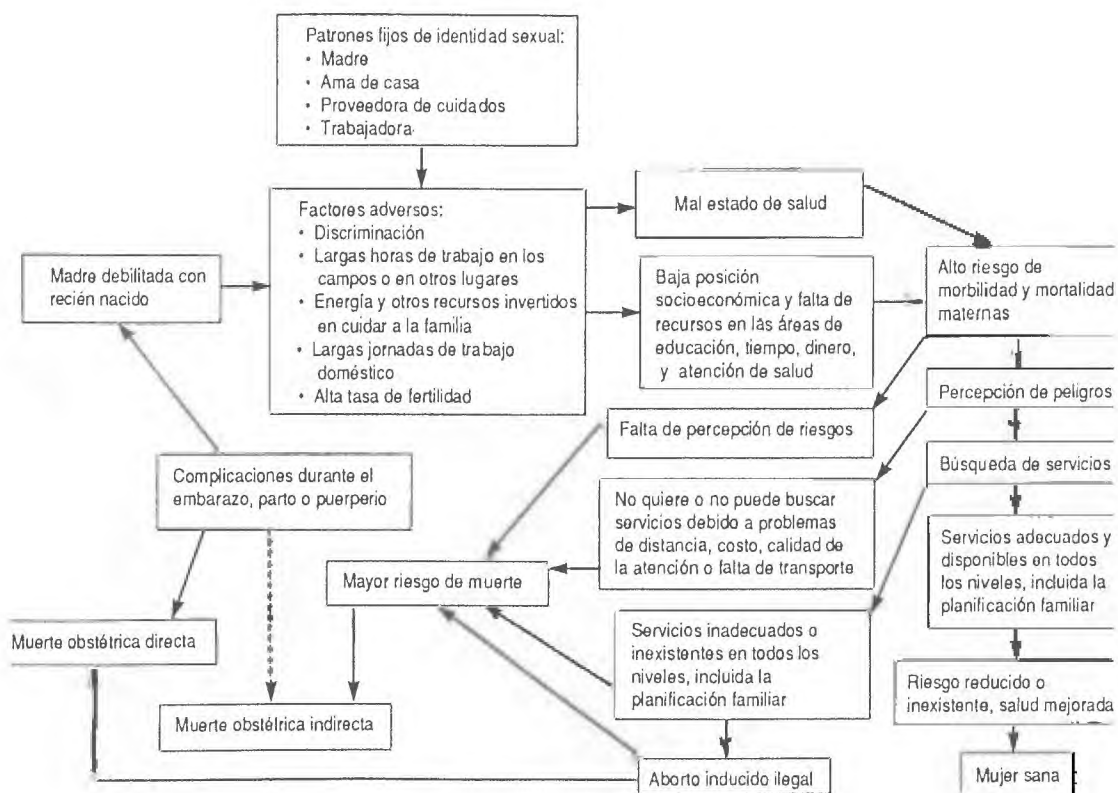 Patrones fijos de identidad sexual:
• Madre
• Ama de casa
• Proveedora de cuidados
• Trabajadora
Factores adversos:
• Discriminación
• Largas horas de trabajo en los
campos o en otros lugares
• Energía y otros recursos invertidos
en cuidar a la familia
• Largas jornadas de trabajo
doméstico
• Alta tasa de fertilidad
Mal estado de salud
Madre debilitada con
recién nacido
Baja posición
socioeconómica y falta de
recursos en las áreas de
educación, tiempo, dinero,
y atención de salud
Alto riesgo de
morbilidad y mortalidad
maternas
Percepción de peligros
Falta de percepción de riesgos
Búsqueda de servicios
Complicaciones durante el
embarazo, parto o puerperio
No quiere o no puede buscar
servicios debido a problemas
de distancia, costo, calidad de
la atención o falta de transporte
Servicios adecuados y
disponibles en todos
los niveles, incluida la
planificación familiar
Mayor riesgo de muerte
Muerte obstétrica directa
Servicios inadecuados o
inexistentes en todos los
niveles, incluida la
planificación familiar
Riesgo reducido o
inexistente, salud mejorada
Muerte obstétrica indirecta
Aborto inducido ilegal
Mujer sana